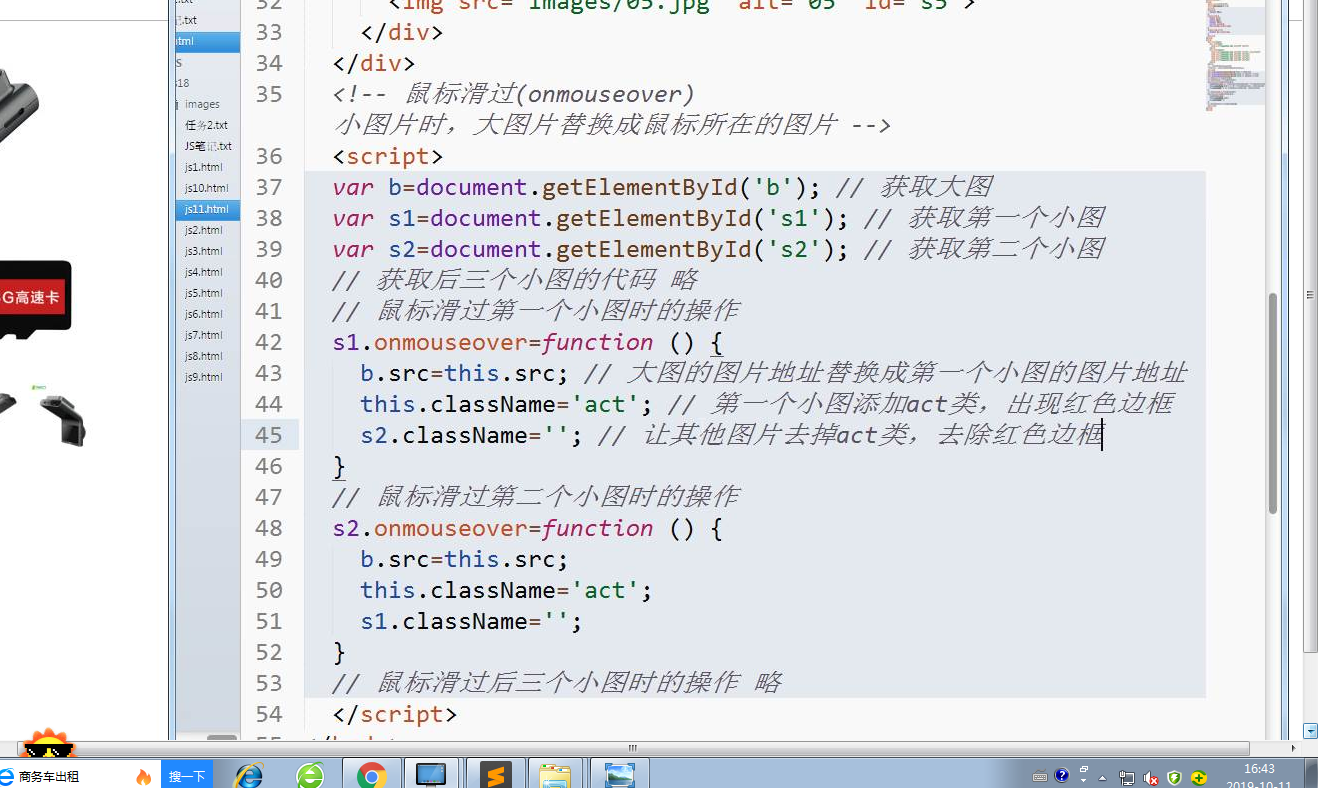 32 <img src="images/05.jpg" alt="05" id="s5">
.txt
33 </div>
html
34 </div>
35 <!-- 鼠标滑过(onmouseover)
小图片时，大图片替换成鼠标所在的图片 -->
36 <script>
37 var b=document.getElementById('b'); // 获取大图
38 var s1=document.getElementById('s1'); // 获取第一个小图
39 var s2=document.getElementById('s2'); // 获取第二个小图
40 // 获取后三个小图的代码 略
41 // 鼠标滑过第一个小图时的操作
42 s1.onmouseover=function () {
43 b.src=this.src; // 大图的图片地址替换成第一个小图的图片地址
44 this.className='act'; // 第一个小图添加act类，出现红色边框
45 s2.className=''; // 让其他图片去掉act类，去除红色边框
46 }
47 // 鼠标滑过第二个小图时的操作
48 s2.onmouseover=function () {
49 b.src=this.src;
50 this.className='act';
51 s1.className='';
52 }
53 // 鼠标滑过后三个小图时的操作 略
54 </script>
images
任务2.txt
JS笔记.txt
js1.html
js10.html
js11.html
js2.html
js3.html
js4.html
js5.html
js6.html
js7.html
js8.html
js9.html
G高速卡
商务车出租
搜一下
16:43
2019-10-11